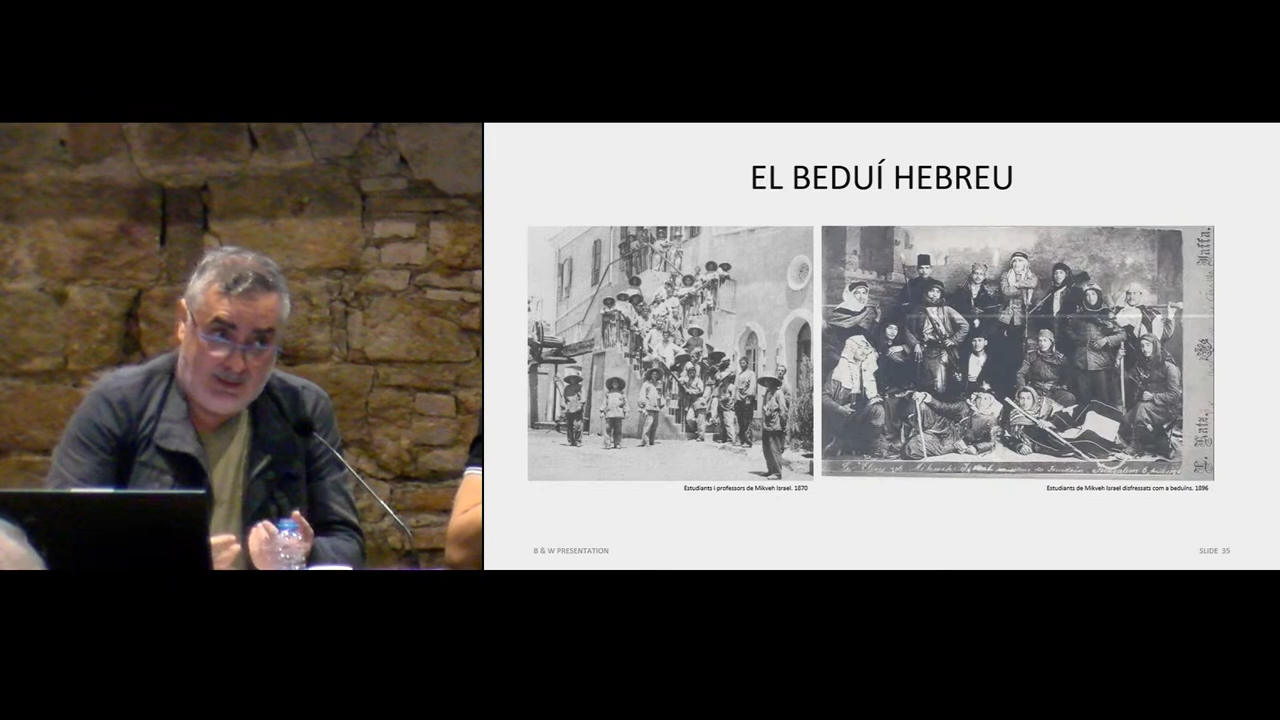 EL BEDUÍ HEBREU
Estudiants i professors de Mikveh Israel. 1870
Estudiants de Mikveh Israel disfressats com a beduïns. 1896
B & W PRESENTATION
SLIDE 35